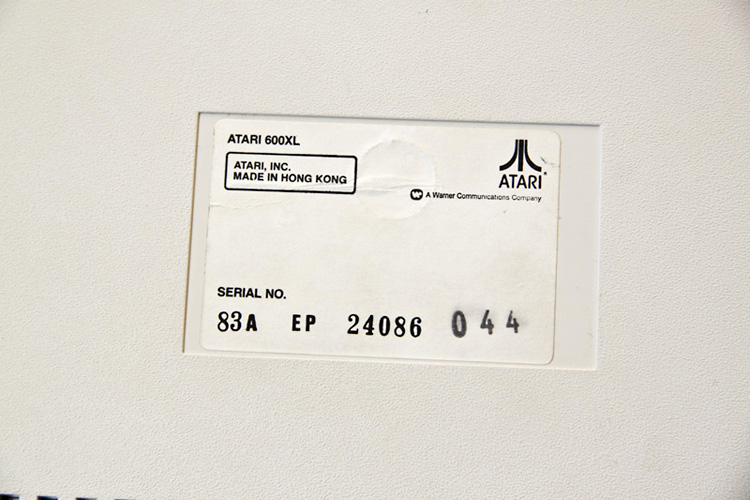 ATARI 600XL
ATARI, INC.
MADE IN HONG KONG
ATARI
W A Warner Communications Company
SERIAL NO.
83A EP 24086 044